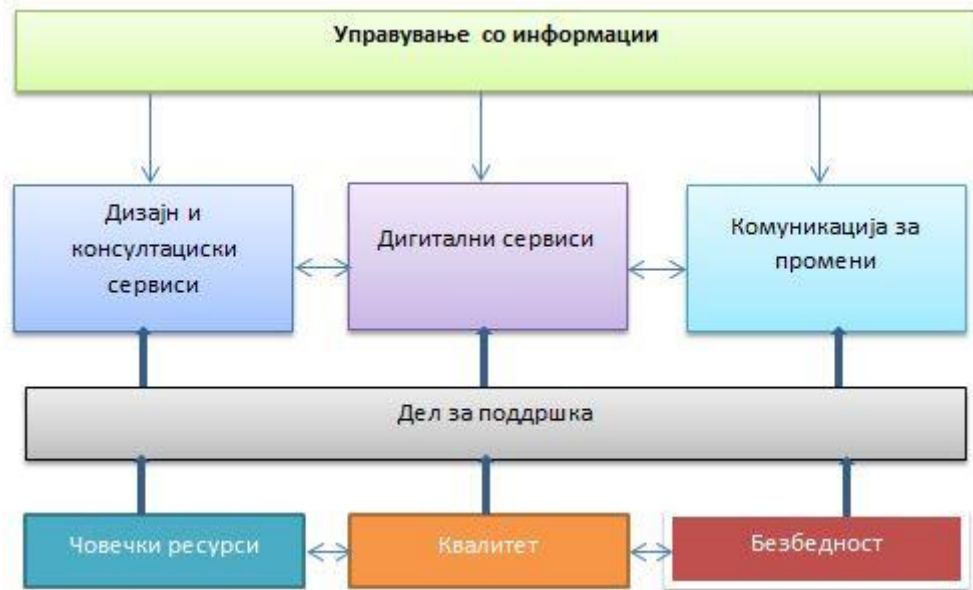 Управување со информации
Дизајн и
консултациски
сервиси
Дигитални сервиси
Комуникација за
промени
Дел за поддршка
Човечки ресурси
Квалитет
Безбедност